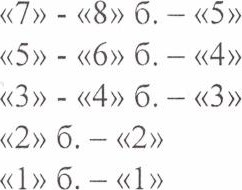 «7» - «8» б. – «5»
«5» - «6» б. – «4»
«3» - «4» б. – «3»
«2» б. – «2»
«1» б. – «1»